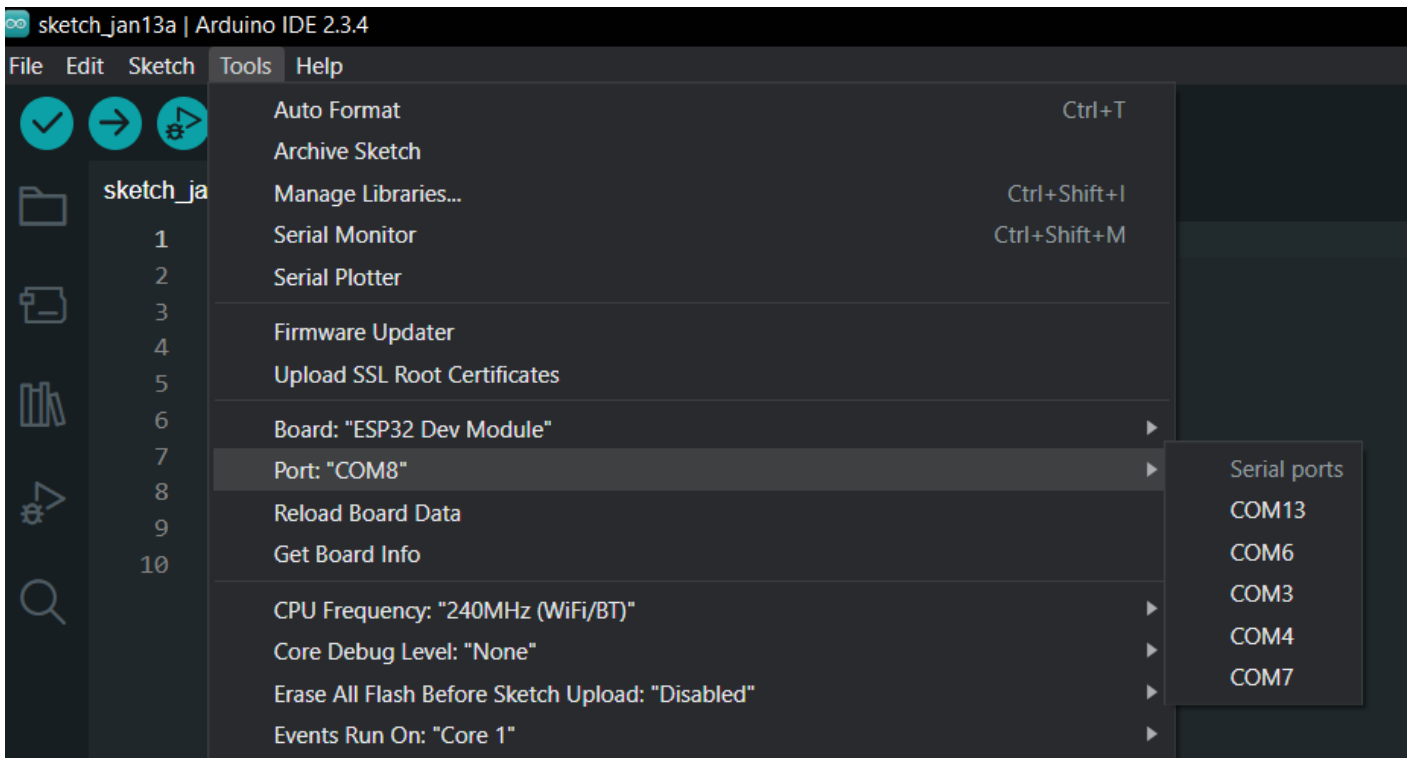 sketch_jan13a | Arduino IDE 2.3.4
File Edit Sketch Tools Help
Auto Format Ctrl+T
Archive Sketch
sketch_ja
Manage Libraries... Ctrl+Shift+I
1
Serial Monitor Ctrl+Shift+M
2
Serial Plotter
3
Firmware Updater
4
Upload SSL Root Certificates
5
6
Board: "ESP32 Dev Module"
7
Port: "COM8"
8
Reload Board Data
9
Get Board Info
10
CPU Frequency: "240MHz (WiFi/BT)"
Core Debug Level: "None"
Erase All Flash Before Sketch Upload: "Disabled"
Events Run On: "Core 1"
Serial ports
COM13
COM6
COM3
COM4
COM7